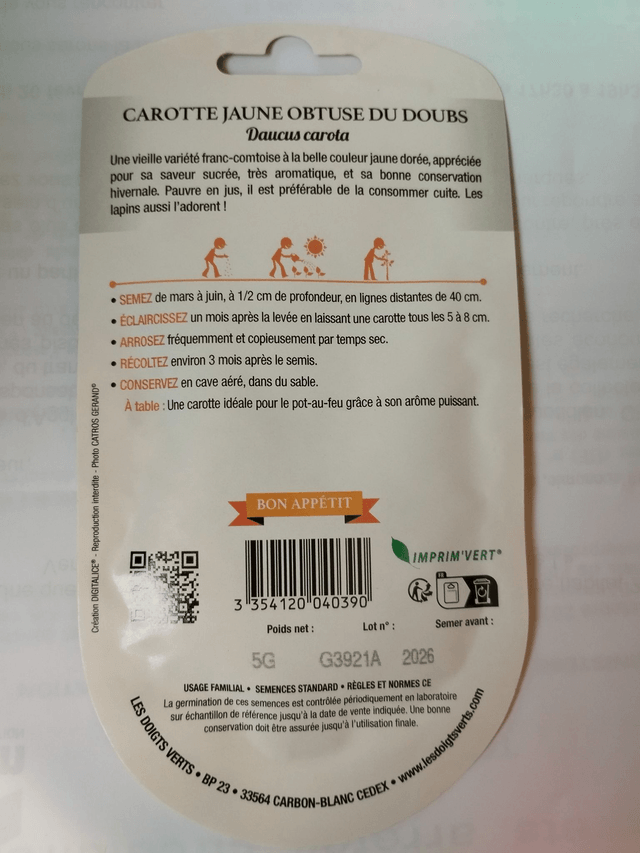 CAROTTE JAUNE OBTUSE DU DOUBS
Daucus carota
Une vieille variété franc-comtoise à la belle couleur jaune dorée, appréciée
pour sa saveur sucrée, très aromatique, et sa bonne conservation
hivernale. Pauvre en jus, il est préférable de la consommer cuite. Les
lapins aussi l'adorent !
• SEMEZ de mars à juin, à 1/2 cm de profondeur, en lignes distantes de 40 cm.
• ÉCLAIRCISSEZ un mois après la levée en laissant une carotte tous les 5 à 8 cm.
• ARROSEZ fréquemment et copieusement par temps sec.
• RÉCOLTEZ environ 3 mois après le semis.
• CONSERVEZ en cave aéré, dans du sable.
À table : Une carotte idéale pour le pot-au-feu grâce à son arôme puissant.
Création DIGITALICE® - Reproduction interdite - Photo CATROS GERAND®
BON APPÉTIT
IMPRIM'VERT®
3 354120 040390
Poids net : Lot n° : Semer avant :
5G G3921A 2026
USAGE FAMILIAL • SEMENCES STANDARD • RÈGLES ET NORMES CE
La germination de ces semences est contrôlée périodiquement en laboratoire
sur échantillon de référence jusqu'à la date de vente indiquée. Une bonne
conservation doit être assurée jusqu'à l'utilisation finale.
LES DOIGTS VERTS • BP 23 • 33564 CARBON-BLANC CEDEX • www.lesdoigtsverts.com